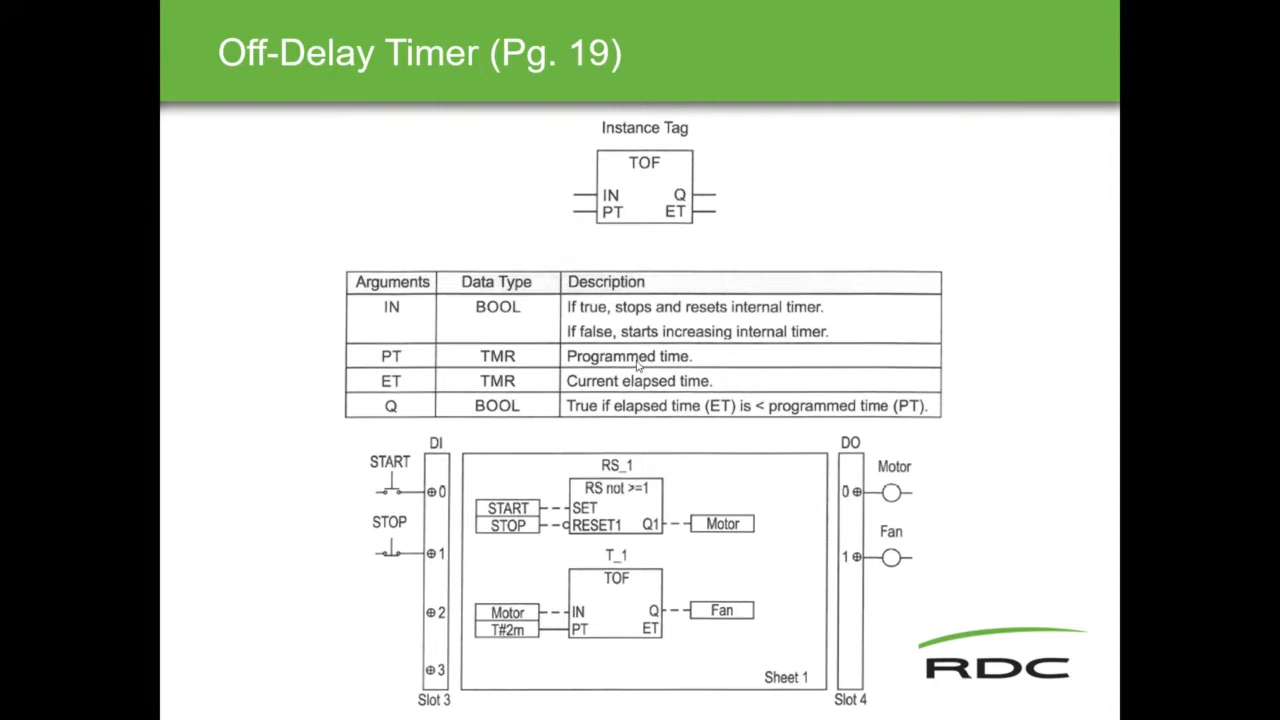 Off-Delay Timer (Pg. 19)
Instance Tag
TOF
IN Q
PT ET
Arguments Data Type Description
IN BOOL If true, stops and resets internal timer.
If false, starts increasing internal timer.
PT TMR Programmed time.
ET TMR Current elapsed time.
Q BOOL True if elapsed time (ET) is < programmed time (PT).
DI
START
0
STOP
1
2
3
Slot 3
RS_1
RS not >=1
START SET
STOP RESET1 Q1 Motor
T_1
TOF
Motor IN Q Fan
T#2m PT ET
Sheet 1
DO
Motor
0
Fan
1
Slot 4
RDC